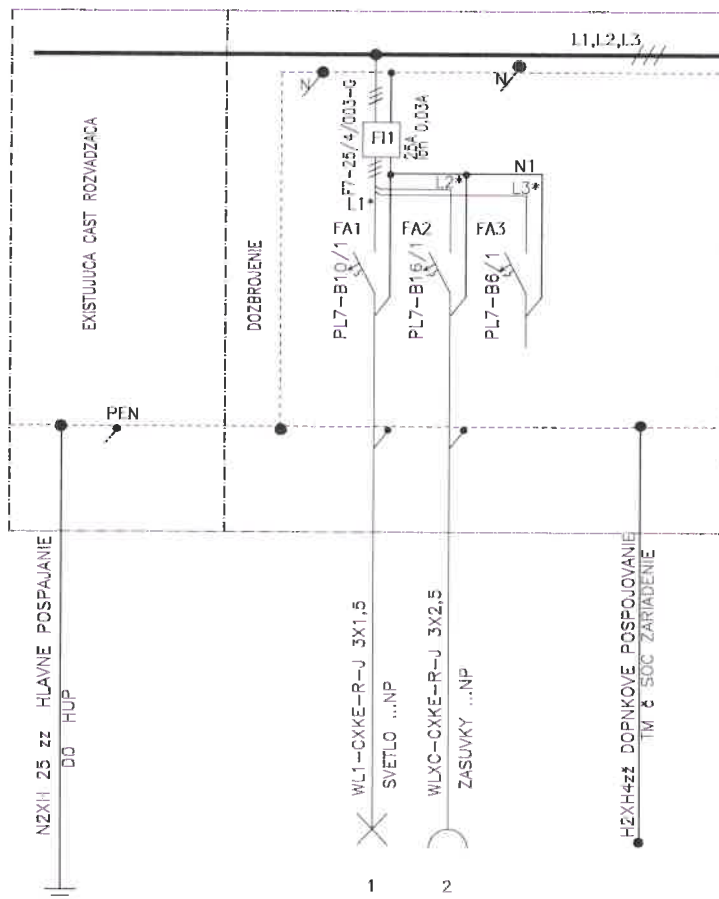 L1,L2,L3
N
N
F7-25/4/003-G
FI1
25A
Idn 0,03A
N1
L1*
L2*
L3*
FA1
FA2
FA3
PL7-B10/1
PL7-B16/1
PL7-B6/1
EXISTUJUCA CAST ROZVADZACA
DOZBROJENIE
PEN
N2XH 25 zz HLAVNE POSPAJANIE
DO HUP
WL1-CXKE-R-J 3X1,5
SVETLO ...NP
WLXC-CXKE-R-J 3X2,5
ZASUVKY ...NP
H2XH4zž DOPNKOVE POSPOJOVANIE
TM č SOC ZARIADENIE
1
2